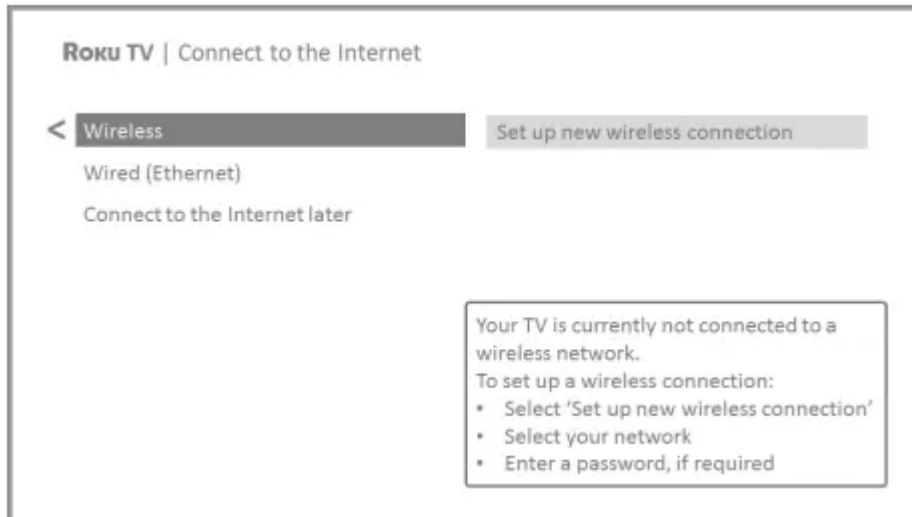 Roku TV | Connect to the Internet
< Wireless
Set up new wireless connection
Wired (Ethernet)
Connect to the Internet later
Your TV is currently not connected to a
wireless network.
To set up a wireless connection:
• Select ‘Set up new wireless connection’
• Select your network
• Enter a password, if required